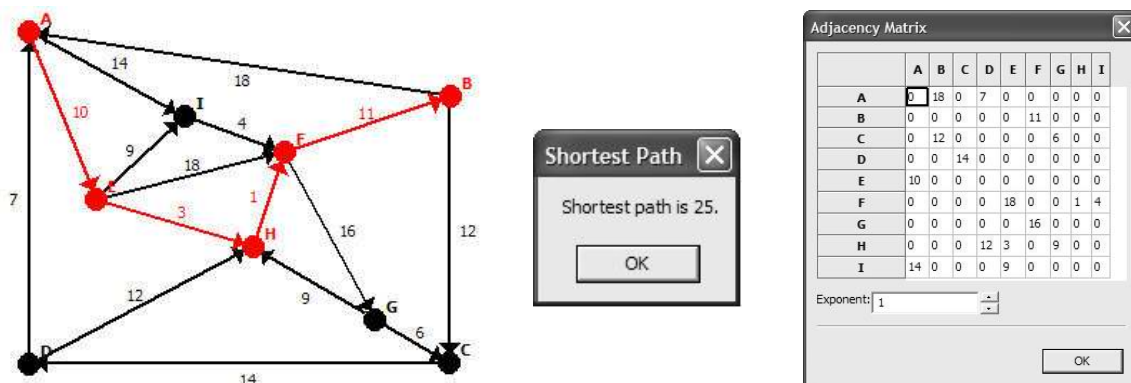 A
14
18
B
I
10
4
11
F
9
18
7
3
1
16
12
H
12
9
G
6
D
C
14
Shortest Path
Shortest path is 25.
OK
Adjacency Matrix
A B C D E F G H I
A 0 18 0 7 0 0 0 0 0
B 0 0 0 0 0 11 0 0 0
C 0 12 0 0 0 0 6 0 0
D 0 0 14 0 0 0 0 0 0
E 10 0 0 0 0 0 0 0 0
F 0 0 0 0 18 0 0 1 4
G 0 0 0 0 0 16 0 0 0
H 0 0 0 12 3 0 9 0 0
I 14 0 0 0 9 0 0 0 0
Exponent: 1
OK